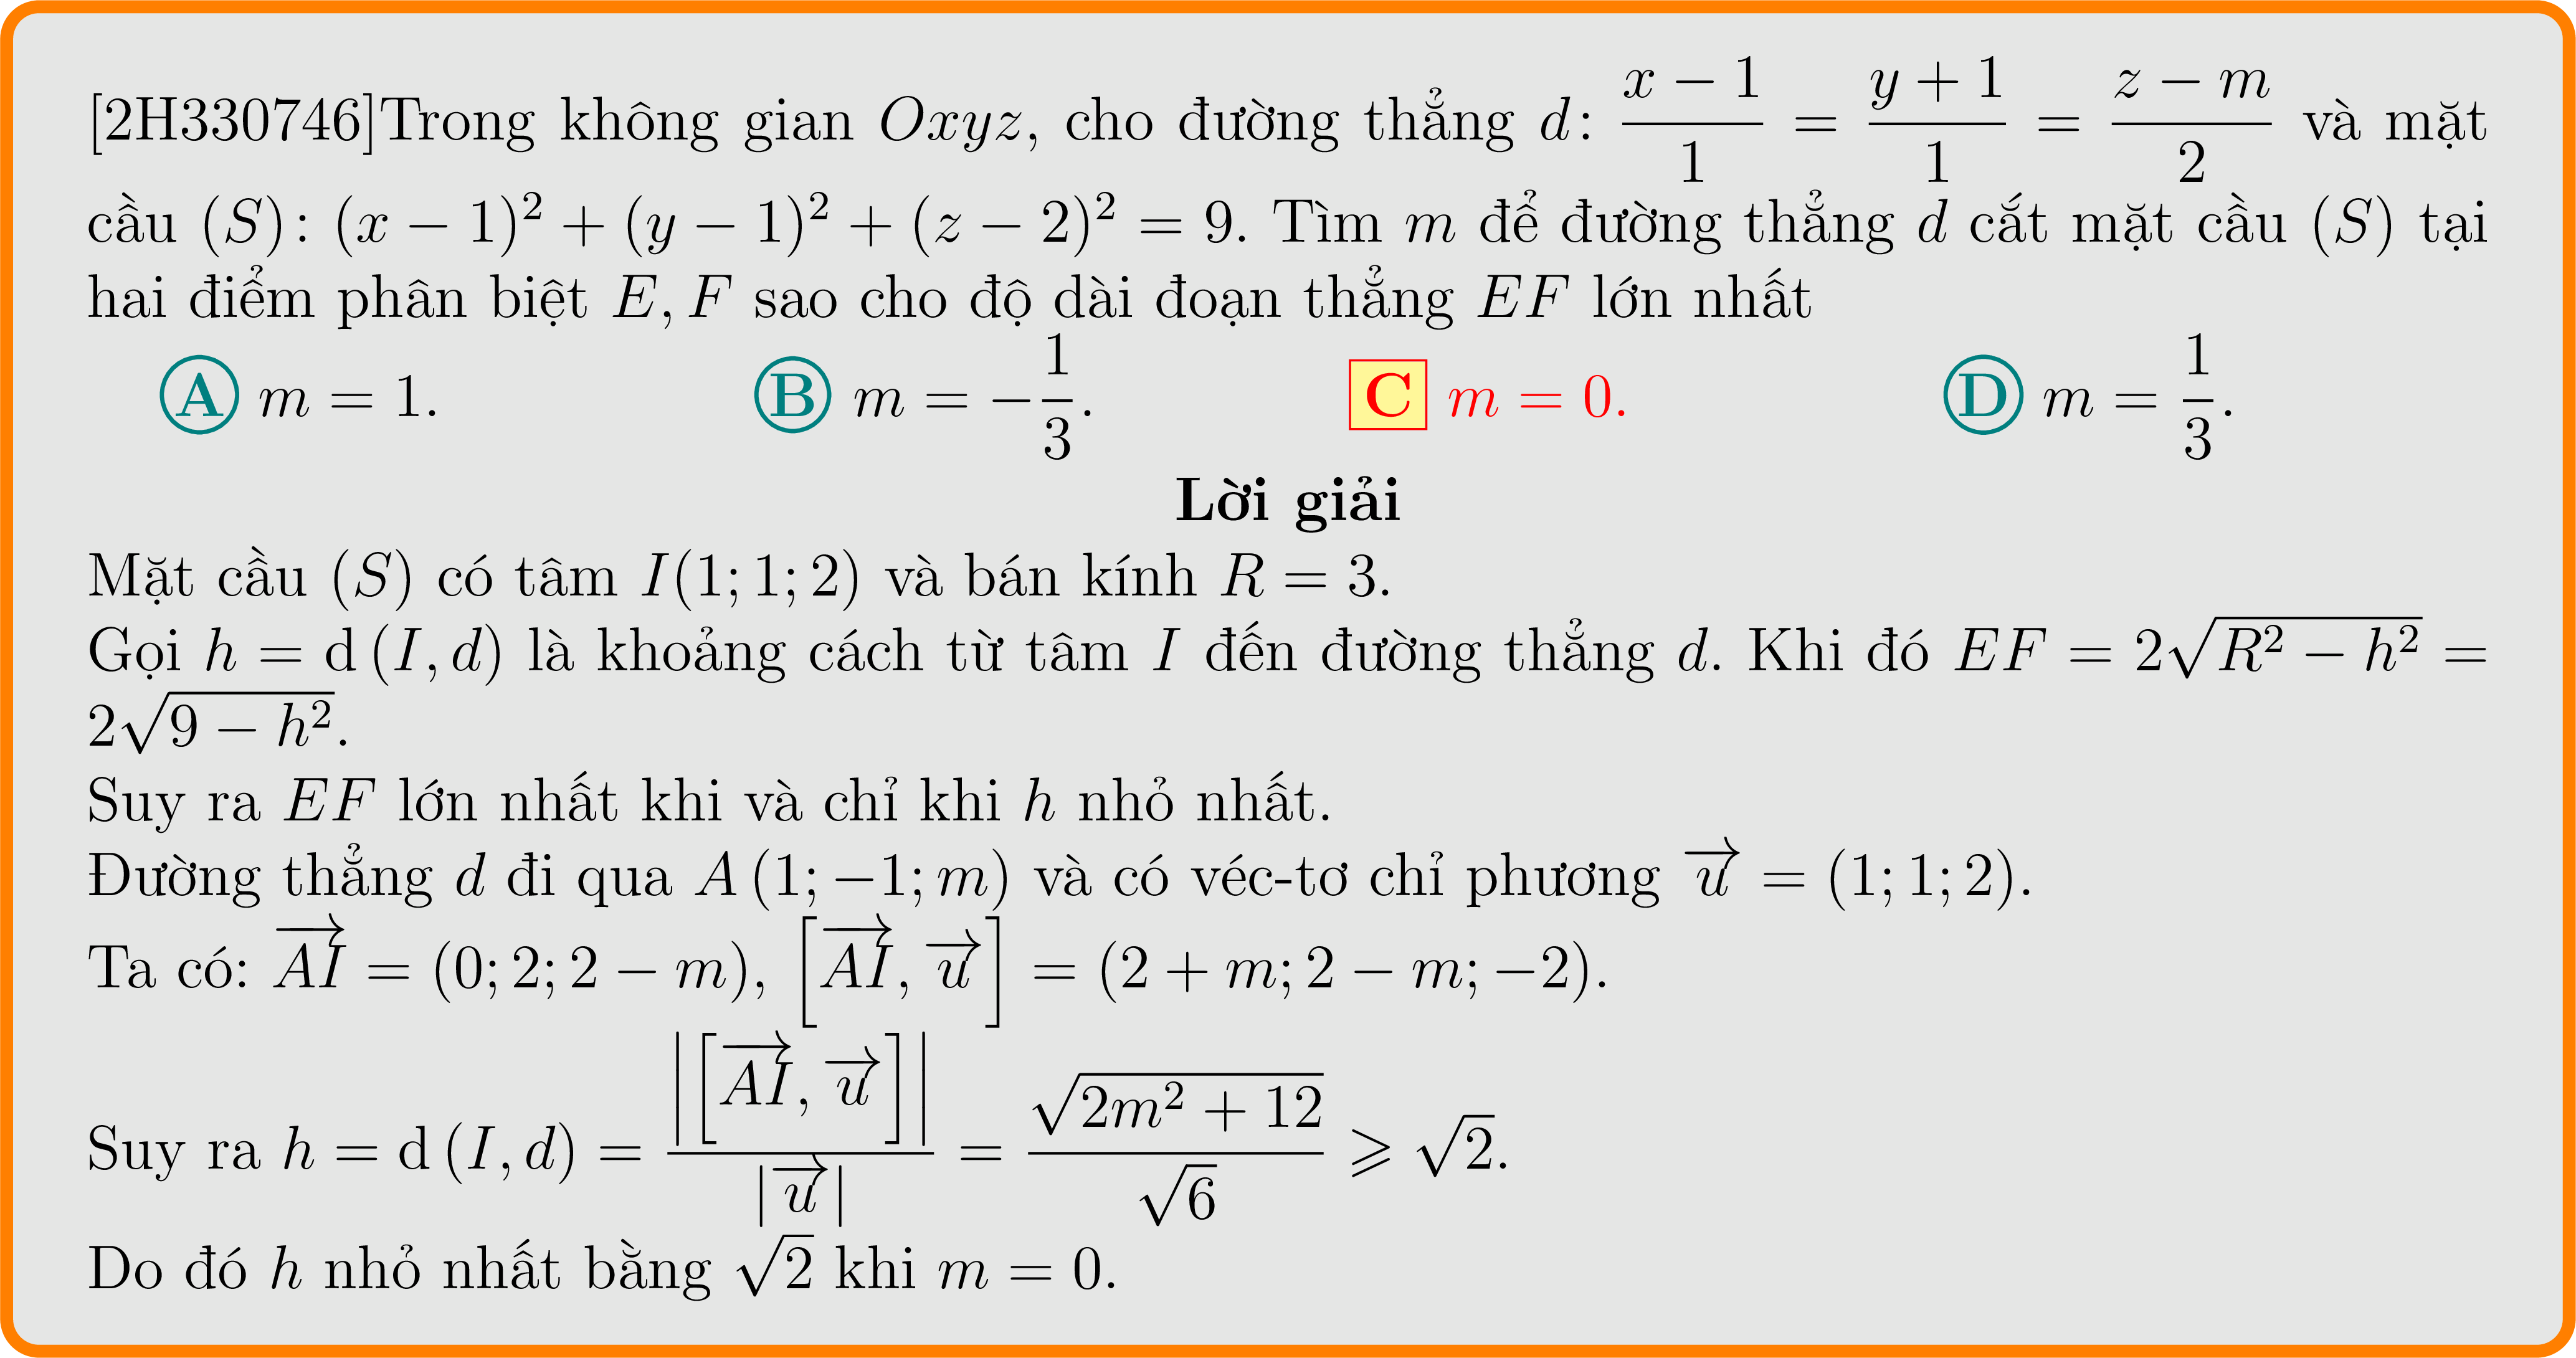 [2H330746]Trong không gian $Oxyz$, cho đường thẳng $d\colon \dfrac{x-1}{1} = \dfrac{y+1}{1} = \dfrac{z-m}{2}$ và mặt
cầu $(S)\colon (x-1)^2 + (y-1)^2 + (z-2)^2 = 9$. Tìm $m$ để đường thẳng $d$ cắt mặt cầu $(S)$ tại
hai điểm phân biệt $E, F$ sao cho độ dài đoạn thẳng $EF$ lớn nhất
A $m = 1$. B $m = -\dfrac{1}{3}$. C $m = 0$. D $m = \dfrac{1}{3}$.
Lời giải
Mặt cầu $(S)$ có tâm $I(1; 1; 2)$ và bán kính $R = 3$.
Gọi $h = \mathrm{d}\,(I, d)$ là khoảng cách từ tâm $I$ đến đường thẳng $d$. Khi đó $EF = 2\sqrt{R^2 - h^2} =$
$2\sqrt{9 - h^2}$.
Suy ra $EF$ lớn nhất khi và chỉ khi $h$ nhỏ nhất.
Đường thẳng $d$ đi qua $A\,(1; -1; m)$ và có véc-tơ chỉ phương $\overrightarrow{u} = (1; 1; 2)$.
Ta có: $\overrightarrow{AI} = (0; 2; 2 - m)$, $\left[\overrightarrow{AI}, \overrightarrow{u}\right] = (2 + m; 2 - m; -2)$.
Suy ra $h = \mathrm{d}\,(I, d) = \dfrac{\left|\left[\overrightarrow{AI}, \overrightarrow{u}\right]\right|}{|\overrightarrow{u}|} = \dfrac{\sqrt{2m^2 + 12}}{\sqrt{6}} \geqslant \sqrt{2}$.
Do đó $h$ nhỏ nhất bằng $\sqrt{2}$ khi $m = 0$.